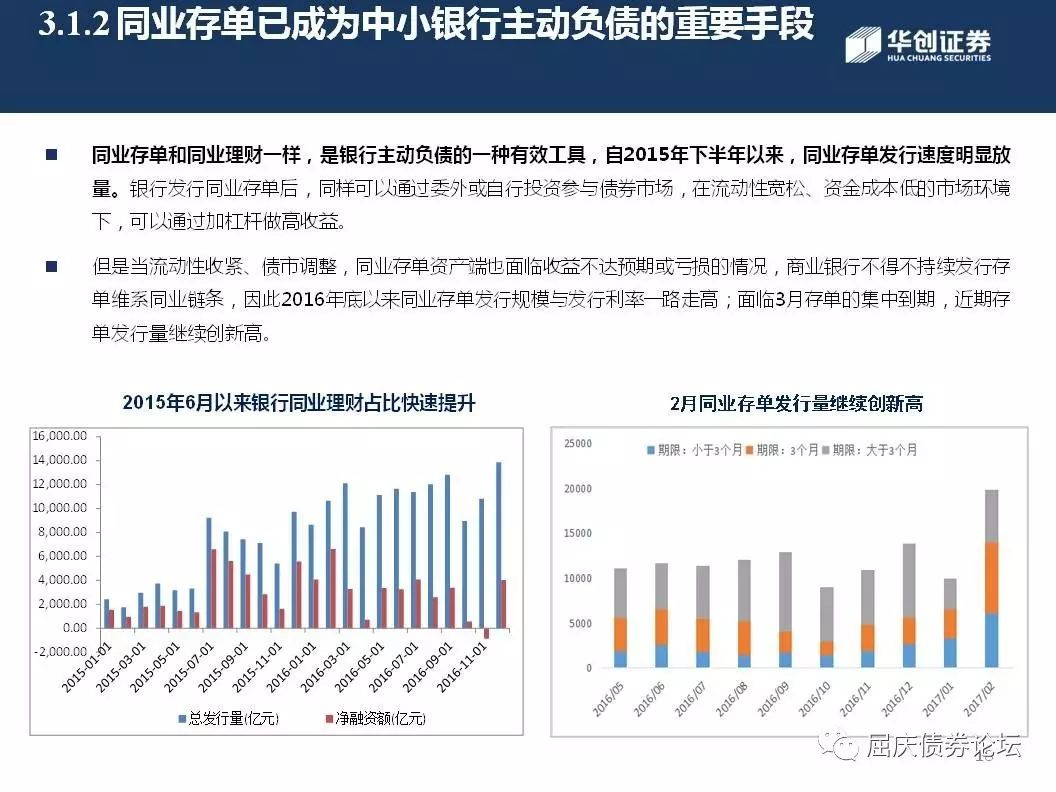 3.1.2 同业存单已成为中小银行主动负债的重要手段
华创证券
HUA CHUANG SECURITIES
同业存单和同业理财一样，是银行主动负债的一种有效工具，自2015年下半年以来，同业存单发行速度明显放
量。银行发行同业存单后，同样可以通过委外或自行投资参与债券市场，在流动性宽松、资金成本低的市场环境
下，可以通过加杠杆做高收益。
但是当流动性收紧、债市调整，同业存单资产端也面临收益不达预期或亏损的情况，商业银行不得不持续发行存
单维系同业链条，因此2016年底以来同业存单发行规模与发行利率一路走高；面临3月存单的集中到期，近期存
单发行量继续创新高。
2015年6月以来银行同业理财占比快速提升
16,000.00
14,000.00
12,000.00
10,000.00
8,000.00
6,000.00
4,000.00
2,000.00
0.00
-2,000.00
2015-01-01
2015-03-01
2015-05-01
2015-07-01
2015-09-01
2015-11-01
2016-01-01
2016-03-01
2016-05-01
2016-07-01
2016-09-01
2016-11-01
总发行量(亿元)
净融资额(亿元)
2月同业存单发行量继续创新高
期限：小于3个月 期限：3个月 期限：大于3个月
25000
20000
15000
10000
5000
0
2016/05
2016/06
2016/07
2016/08
2016/09
2016/10
2016/11
2016/12
2017/01
2017/02
屈庆债券论坛